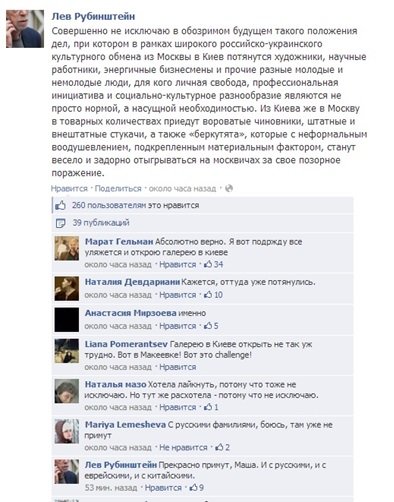 Лев Рубинштейн
Совершенно не исключаю в обозримом будущем такого положения
дел, при котором в рамках широкого российско-украинского
культурного обмена из Москвы в Киев потянутся художники, научные
работники, энергичные бизнесмены и прочие разные молодые и
немолодые люди, для кого личная свобода, профессиональная
инициатива и социально-культурное разнообразие являются не
просто нормой, а насущной необходимостью. Из Киева же в Москву
в товарных количествах приедут вороватые чиновники, штатные и
внештатные стукачи, а также «беркутята», которые с неформальным
воодушевлением, подкрепленным материальным фактором, станут
весело и задорно отыгрываться на москвичах за свое позорное
поражение.
Нравится · Поделиться · около часа назад ·
260 пользователям это нравится
39 публикаций
Марат Гельман Абсолютно верно. Я вот подржду все
уляжется и открою галерею в киеве
около часа назад · Нравится · 34
Наталия Девдариани Кажется, оттуда уже потянулись.
около часа назад · Нравится · 10
Анастасия Мирзоева именно
около часа назад · Нравится · 5
Liana Pomerantsev Галерею в Киеве открыть не так уж
трудно. Вот в Макеевке! Вот это challenge!
около часа назад · Нравится
Наталья мазо Хотела лайкнуть, потому что тоже не
исключаю. Но тут же расхотела - потому что не исключаю.
около часа назад · Нравится · 1
Mariya Lemesheva С русскими фамилиями, боюсь, там уже не
примут
около часа назад · Не нравится · 2
Лев Рубинштейн Прекрасно примут, Маша. И с русскими, и с
еврейскими, и с китайскими.
53 мин. назад · Нравится · 9